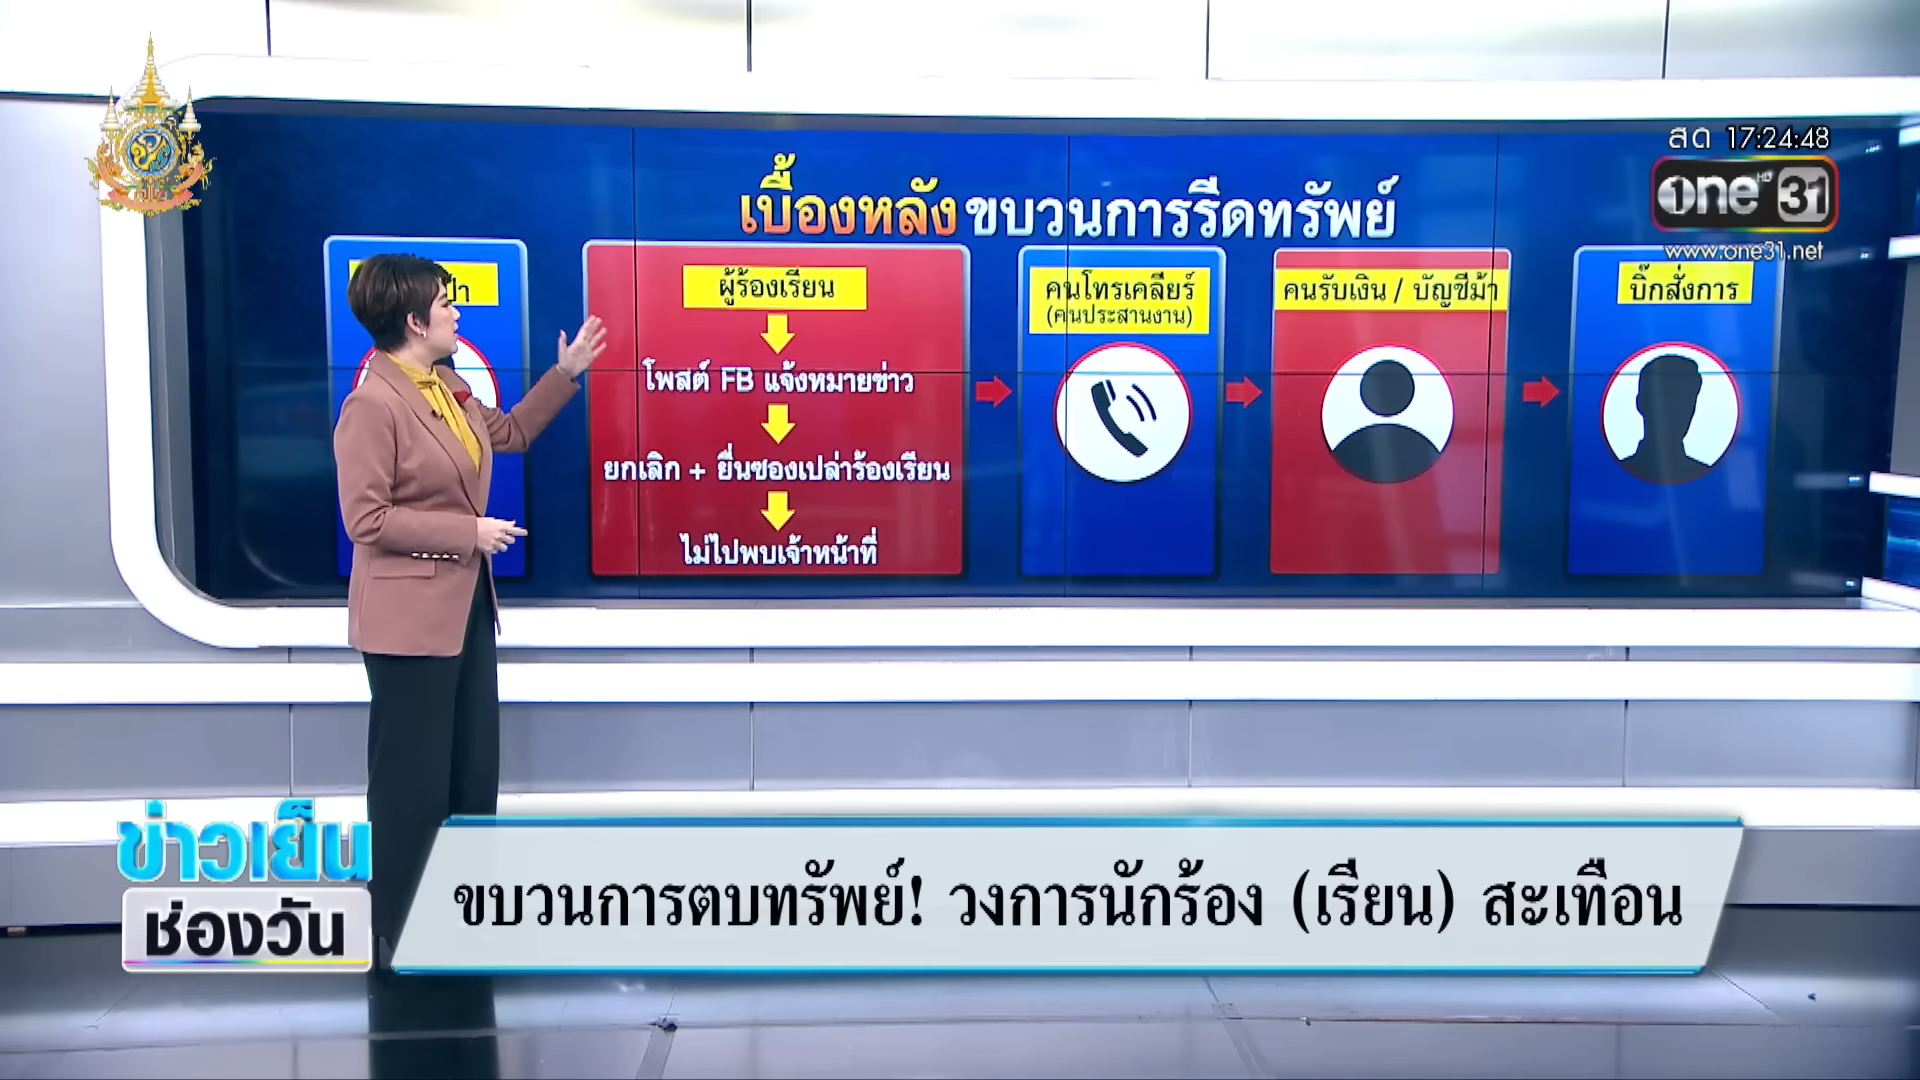 สด 17:24:48
one HD 31
www.one31.net
เบื้องหลังขบวนการรีดทรัพย์
ผู้ร้องเรียน
โพสต์ FB แจ้งหมายข่าว
ยกเลิก + ยื่นซองเปล่าร้องเรียน
ไม่ไปพบเจ้าหน้าที่
คนโทรเคลียร์
(คนประสานงาน)
คนรับเงิน / บัญชีม้า
บิ๊กสั่งการ
ข่าวเย็น
ช่องวัน
ขบวนการตบทรัพย์! วงการนักร้อง (เรียน) สะเทือน